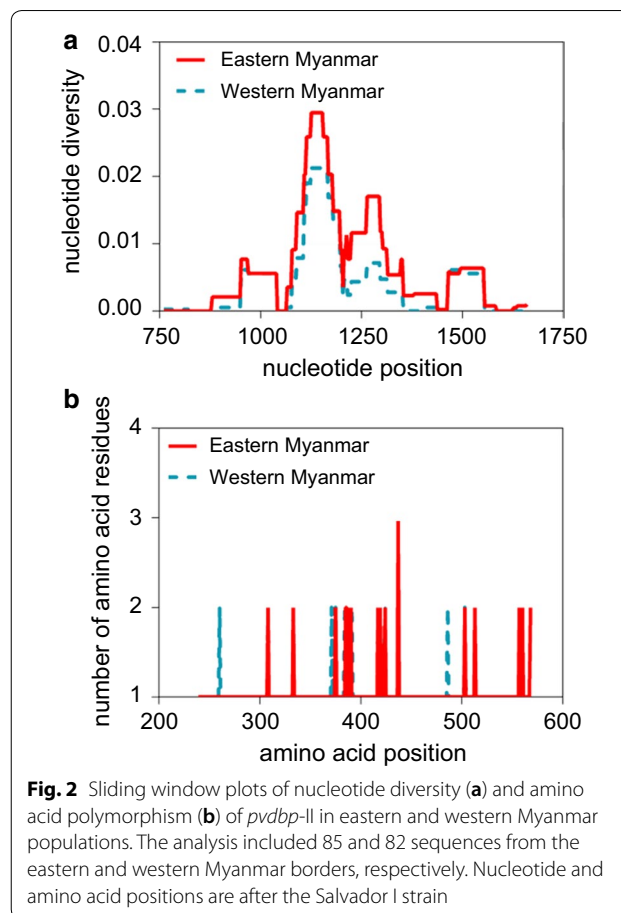 a
0.04
Eastern Myanmar
Western Myanmar
0.03
0.02
0.01
0.00
nucleotide diversity
750 1000 1250 1500 1750
nucleotide position
b
4
Eastern Myanmar
Western Myanmar
3
2
1
number of amino acid residues
200 300 400 500 600
amino acid position
Fig. 2 Sliding window plots of nucleotide diversity (a) and amino
acid polymorphism (b) of pvdbp-II in eastern and western Myanmar
populations. The analysis included 85 and 82 sequences from the
eastern and western Myanmar borders, respectively. Nucleotide and
amino acid positions are after the Salvador I strain